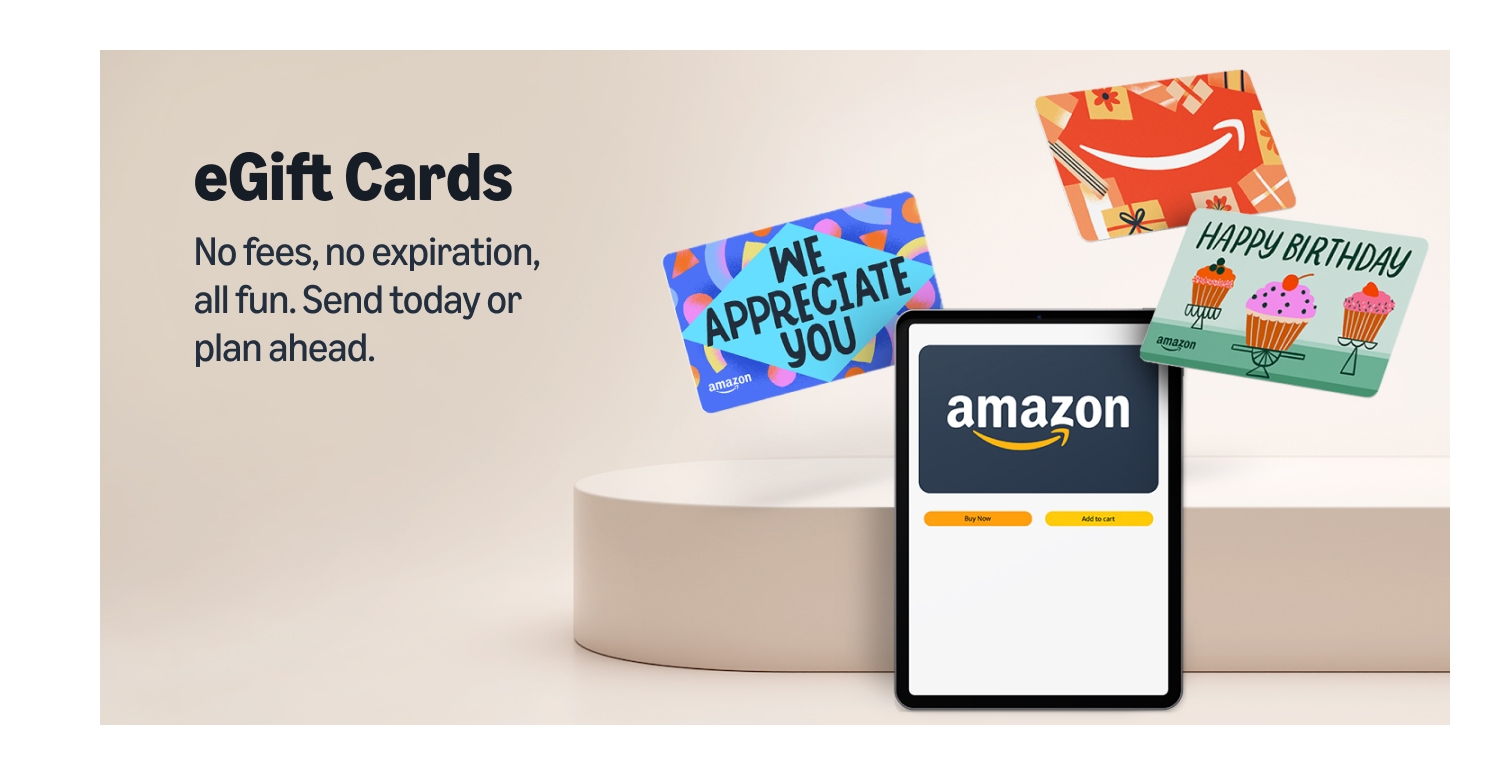 eGift Cards
No fees, no expiration,
all fun. Send today or
plan ahead.
WE
APPRECIATE
YOU
amazon
HAPPY BIRTHDAY
amazon
amazon
Buy Now
Add to cart